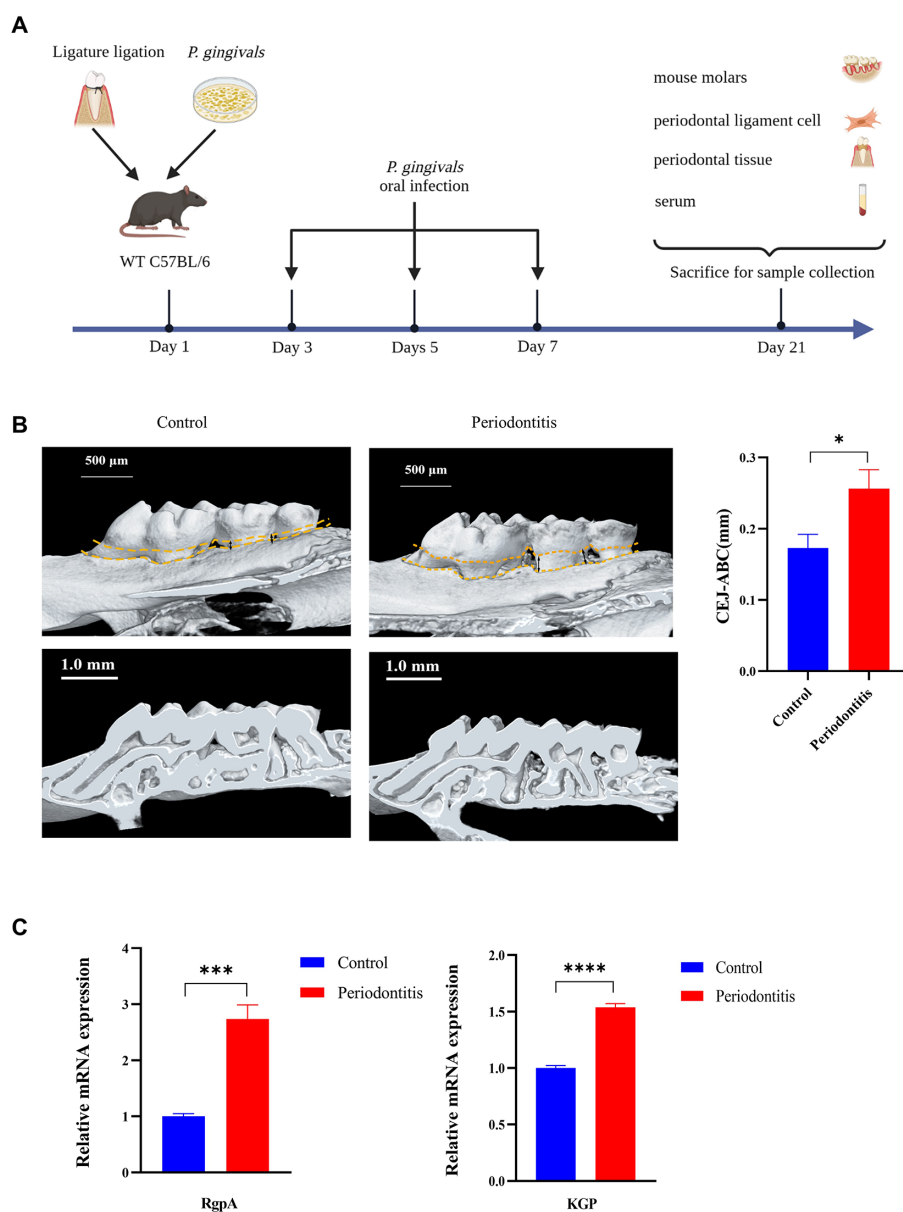 A
Ligature ligation
P. gingivals
WT C57BL/6
P. gingivals
oral infection
mouse molars
periodontal ligament cell
periodontal tissue
serum
Sacrifice for sample collection
Day 1
Day 3
Days 5
Day 7
Day 21
B
Control
Periodontitis
500 μm
500 μm
1.0 mm
1.0 mm
*
CEJ-ABC(mm)
0.3
0.2
0.1
0.0
Control
Periodontitis
C
Relative mRNA expression
4
3
2
1
0
***
RgpA
Control
Periodontitis
Relative mRNA expression
2.0
1.5
1.0
0.5
0.0
****
KGP
Control
Periodontitis